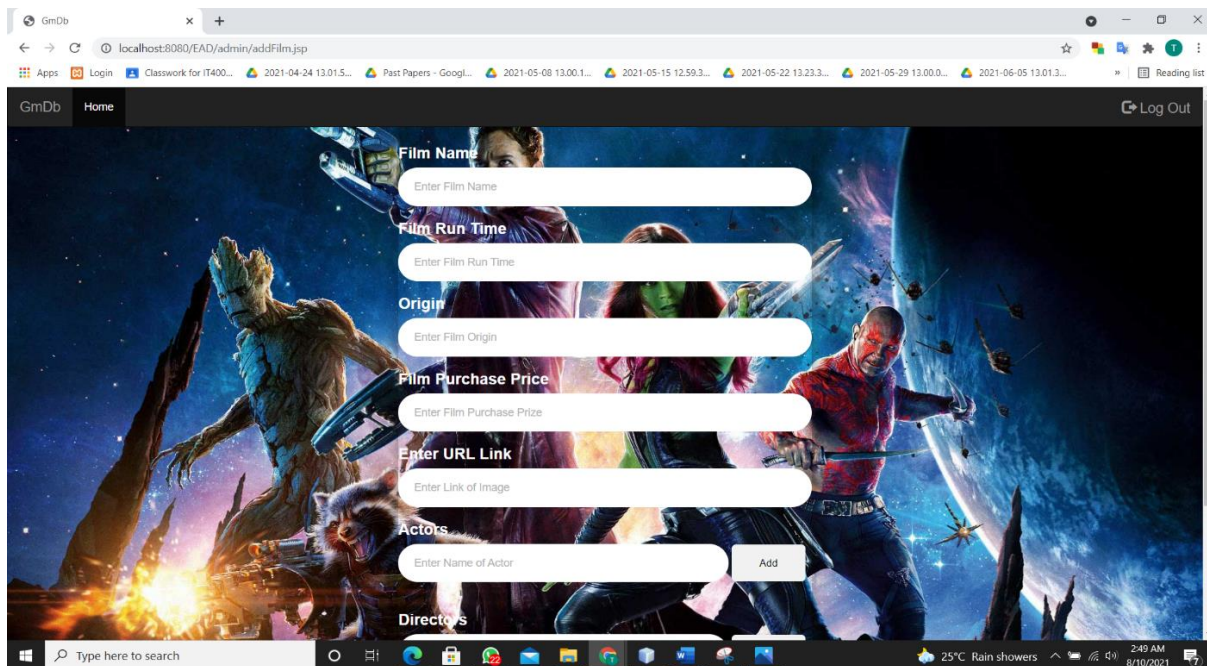 GmDb
localhost:8080/EAD/admin/addFilm.jsp
Apps Login Classwork for IT400... 2021-04-24 13.01.5... Past Papers - Googl... 2021-05-08 13.00.1... 2021-05-15 12.59.3... 2021-05-22 13.23.3... 2021-05-29 13.00.0... 2021-06-05 13.01.3... » Reading list
GmDb Home Log Out
Film Name
Enter Film Name
Film Run Time
Enter Film Run Time
Origin
Enter Film Origin
Film Purchase Price
Enter Film Purchase Prize
Enter URL Link
Enter Link of Image
Actors
Enter Name of Actor Add
Directors
Type here to search 22 25°C Rain showers 2:49 AM
8/10/2021 7